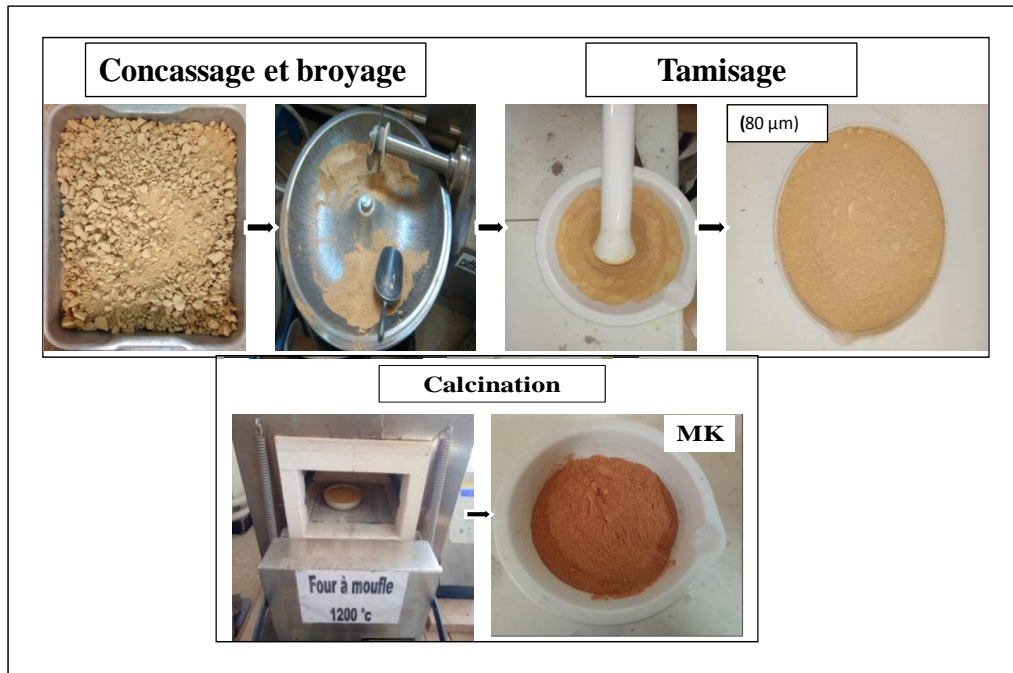 Concassage et broyage
Tamisage
(80 µm)
Calcination
MK
Four à moufle
1200 °c